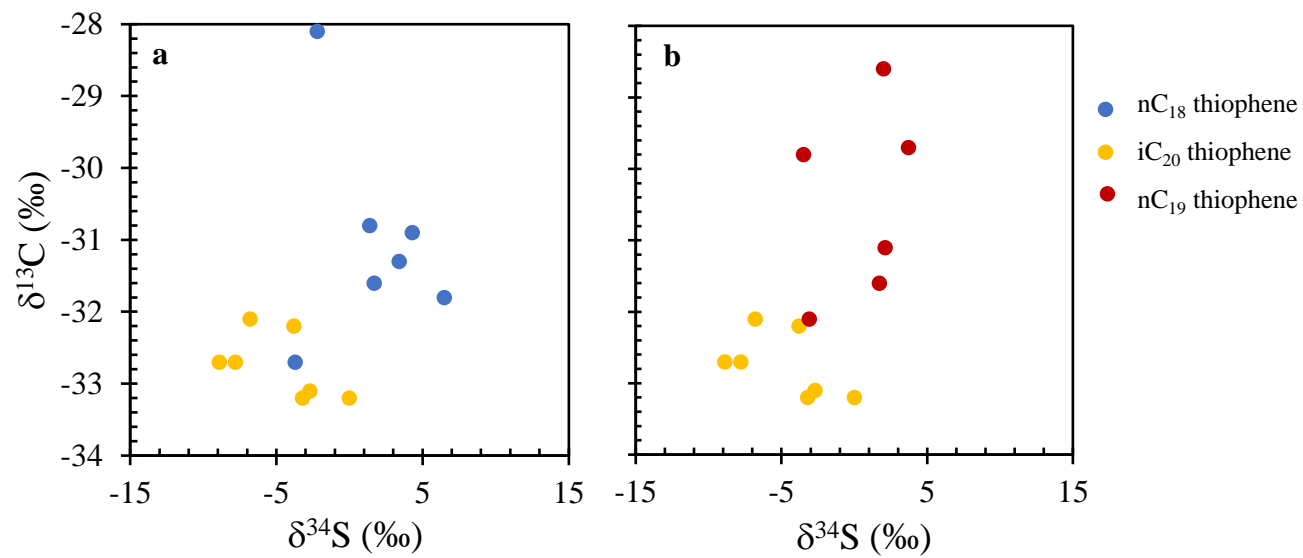 a
b
-28
-29
-30
-31
-32
-33
-34
δ¹³C (‰)
-15 -5 5 15
-15 -5 5 15
δ³⁴S (‰)
δ³⁴S (‰)
nC₁₈ thiophene
iC₂₀ thiophene
nC₁₉ thiophene